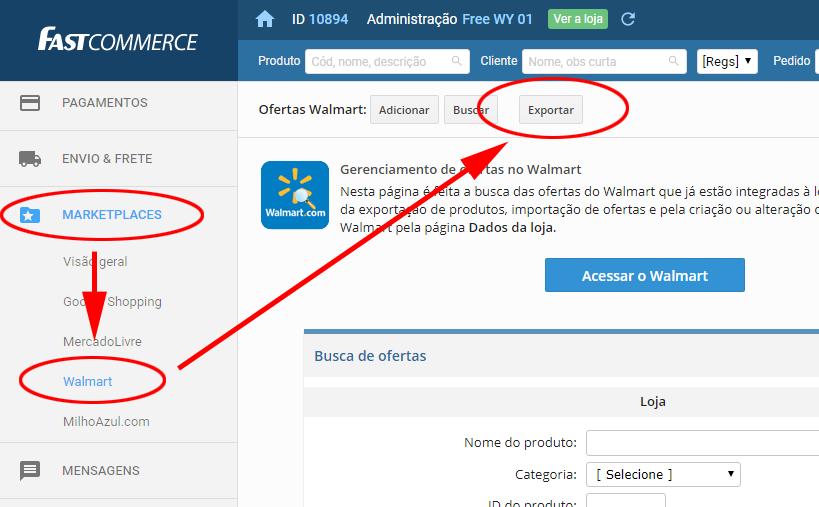 FASTCOMMERCE
ID 10894 Administração Free WY 01 Ver a loja
Produto Cód, nome, descrição Cliente Nome, obs curta [Regs] Pedido
PAGAMENTOS
ENVIO & FRETE
MARKETPLACES
Visão geral
Google Shopping
MercadoLivre
Walmart
MilhoAzul.com
MENSAGENS
Ofertas Walmart: Adicionar Buscar Exportar
Walmart.com
Gerenciamento de ofertas no Walmart
Nesta página é feita a busca das ofertas do Walmart que já estão integradas à l
da exportação de produtos, importação de ofertas e pela criação ou alteração
Walmart pela página Dados da loja.
Acessar o Walmart
Busca de ofertas
Loja
Nome do produto:
Categoria: [ Selecione ]
ID do produto: